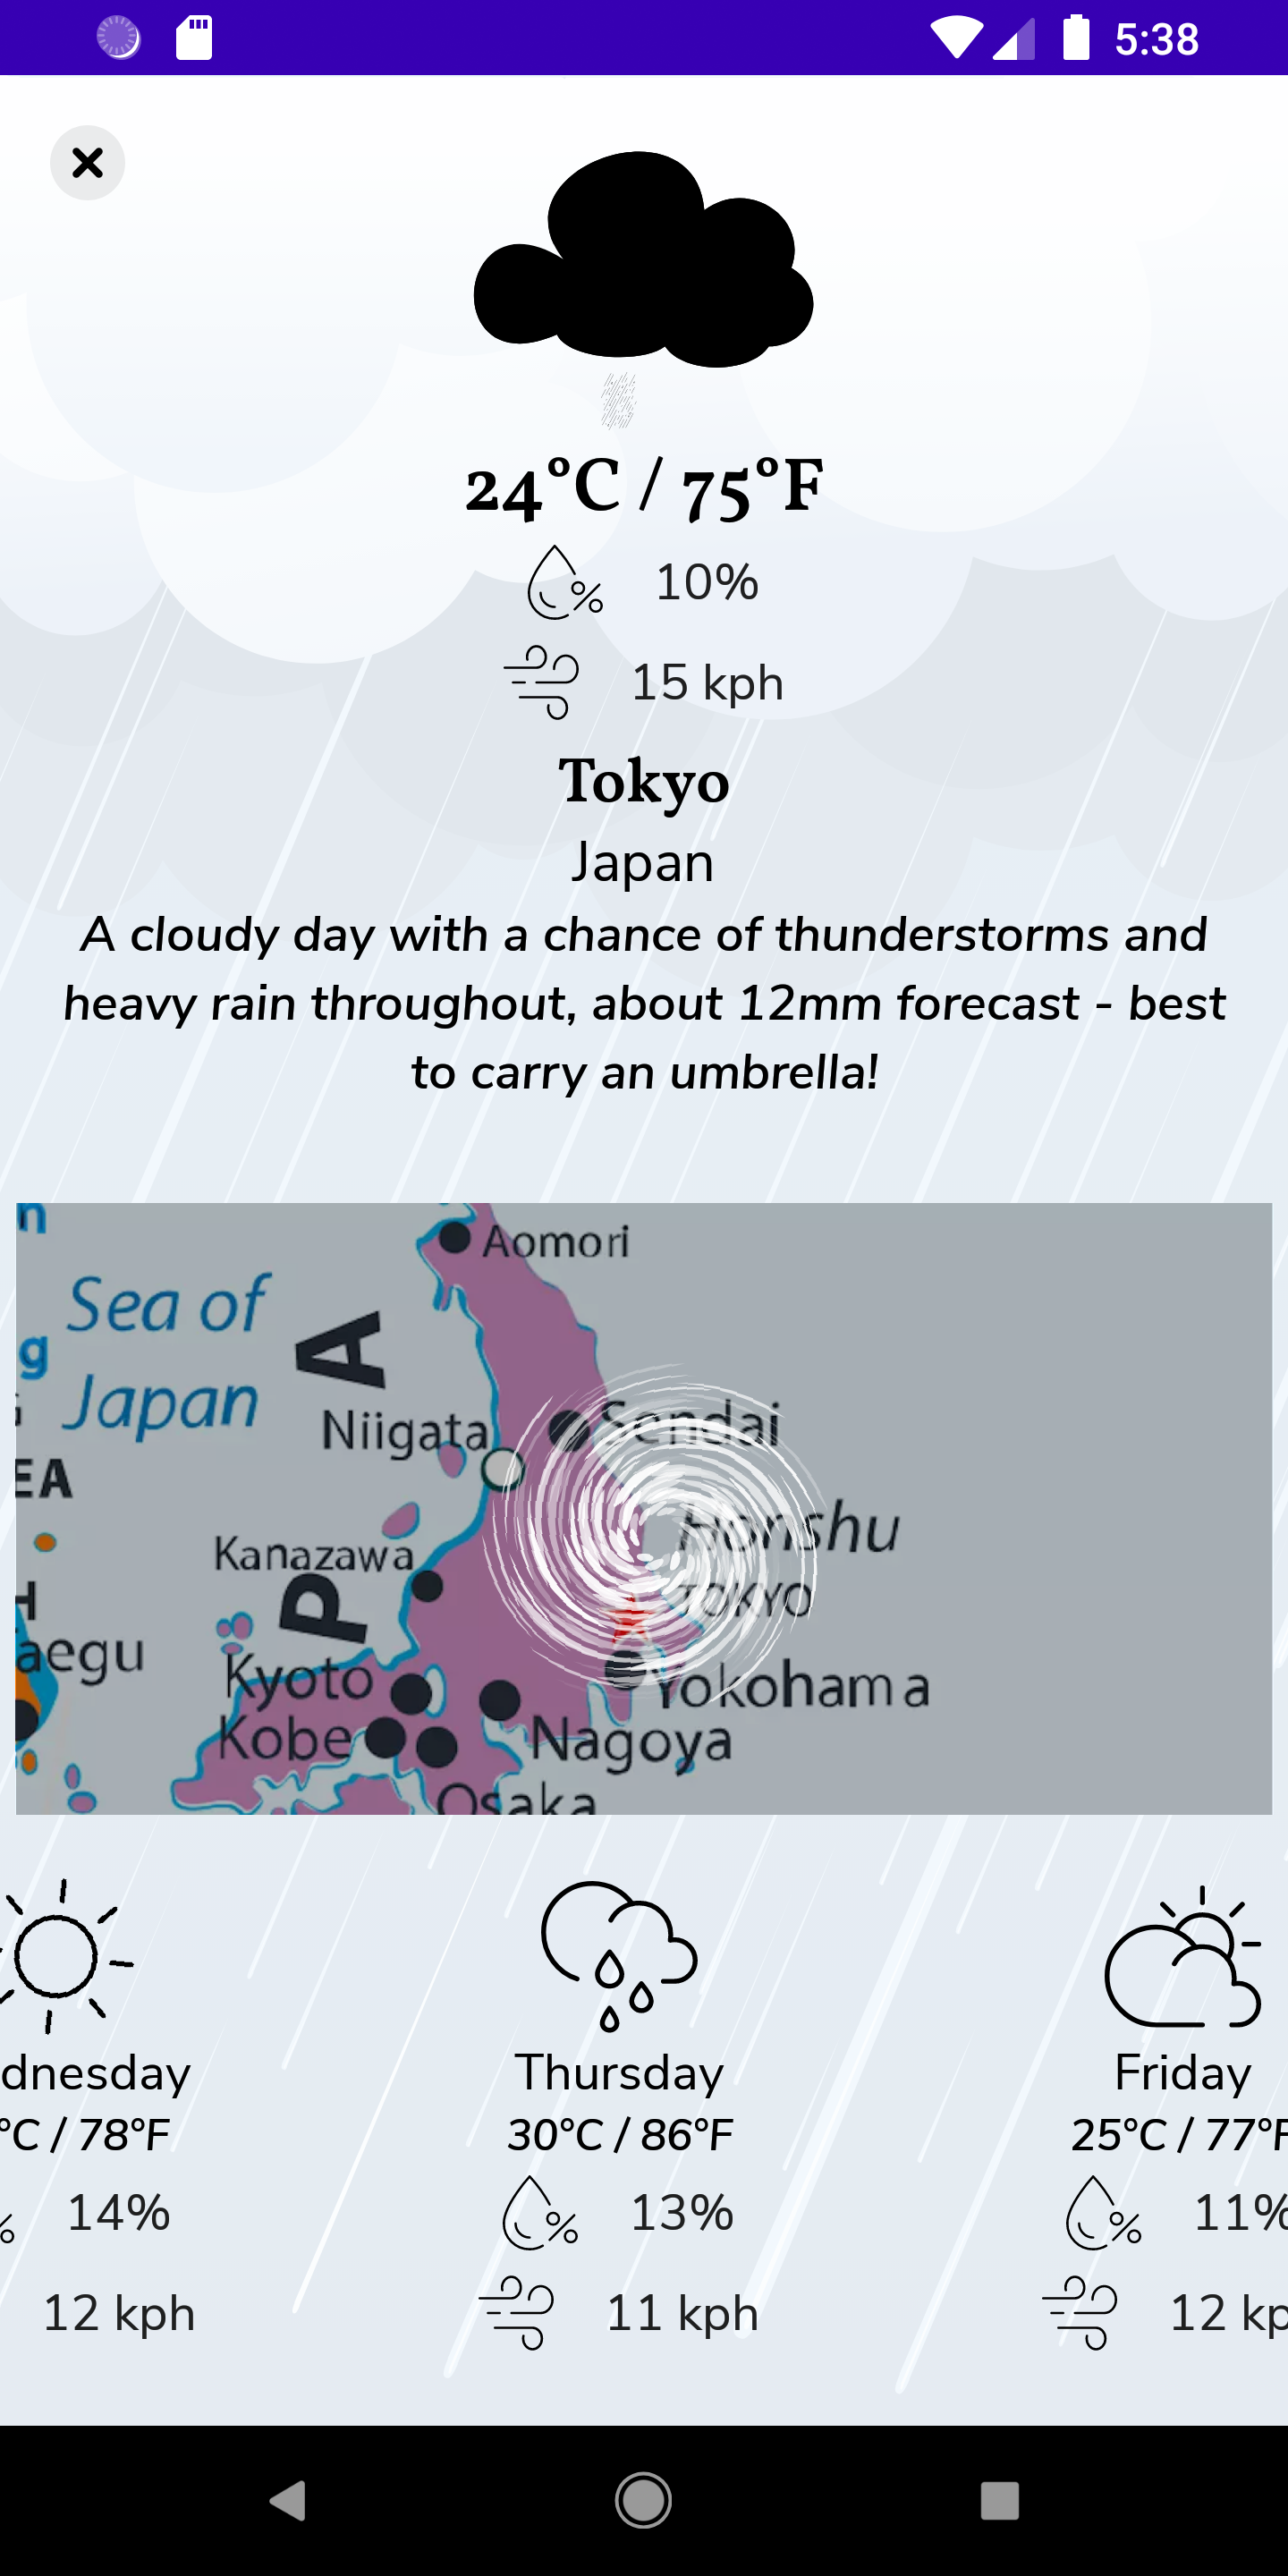 5:38
24°C / 75°F
10%
15 kph
Tokyo
Japan
A cloudy day with a chance of thunderstorms and
heavy rain throughout, about 12mm forecast - best
to carry an umbrella!
n
Aomori
Sea of
Japan
A
g
Niigata
Sendai
EA
Honshu
Kanazawa
P
TOKYO
H
aegu
Kyoto
Yokohama
Kobe
Nagoya
Osaka
dnesday
Thursday
Friday
°C / 78°F
30°C / 86°F
25°C / 77°F
14%
13%
11%
12 kph
11 kph
12 kp